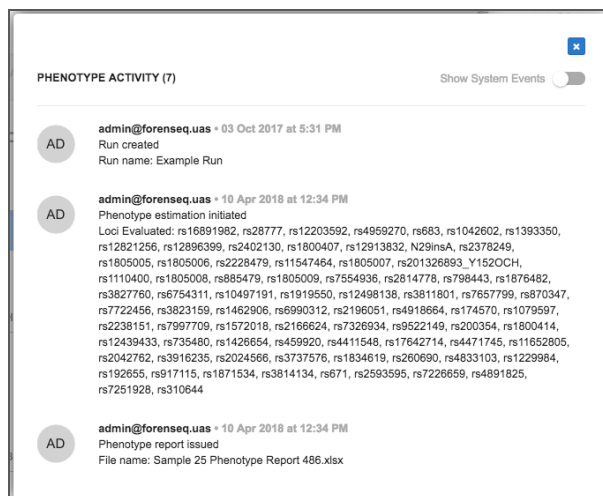 PHENOTYPE ACTIVITY (7)
Show System Events
AD
admin@forenseq.uas • 03 Oct 2017 at 5:31 PM
Run created
Run name: Example Run
AD
admin@forenseq.uas • 10 Apr 2018 at 12:34 PM
Phenotype estimation initiated
Loci Evaluated: rs16891982, rs28777, rs12203592, rs4959270, rs683, rs1042602, rs1393350,
rs12821256, rs12896399, rs2402130, rs1800407, rs12913832, N29insA, rs2378249,
rs1805005, rs1805006, rs2228479, rs11547464, rs1805007, rs201326893_Y152OCH,
rs1110400, rs1805008, rs885479, rs1805009, rs7554936, rs2814778, rs798443, rs1876482,
rs3827760, rs6754311, rs10497191, rs1919550, rs12498138, rs3811801, rs7657799, rs870347,
rs7722456, rs3823159, rs1462906, rs6990312, rs2196051, rs4918664, rs174570, rs1079597,
rs2238151, rs7997709, rs1572018, rs2166624, rs7326934, rs9522149, rs200354, rs1800414,
rs12439433, rs735480, rs1426654, rs459920, rs4411548, rs17642714, rs4471745, rs11652805,
rs2042762, rs3916235, rs2024566, rs3737576, rs1834619, rs260690, rs4833103, rs1229984,
rs192655, rs917115, rs1871534, rs3814134, rs671, rs2593595, rs7226659, rs4891825,
rs7251928, rs310644
AD
admin@forenseq.uas • 10 Apr 2018 at 12:34 PM
Phenotype report issued
File name: Sample 25 Phenotype Report 486.xlsx